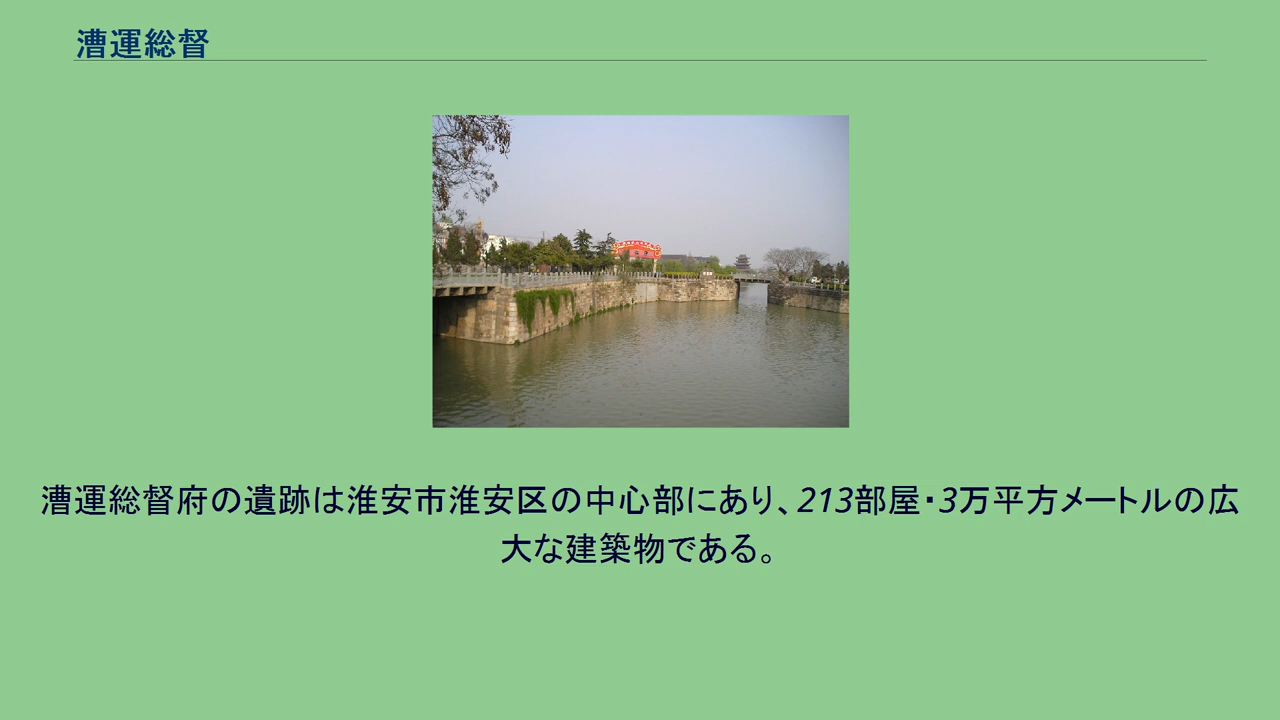 漕運総督
漕運総督府の遺跡は淮安市淮安区の中心部にあり、213部屋・3万平方メートルの広
大な建築物である。